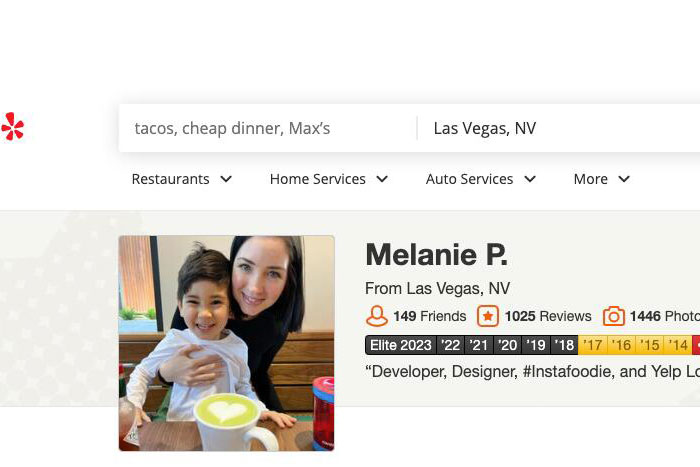 tacos, cheap dinner, Max’s
Las Vegas, NV
Restaurants
Home Services
Auto Services
More
Melanie P.
From Las Vegas, NV
149 Friends
1025 Reviews
1446 Photo
Elite 2023 ’22 ’21 ’20 ’19 ’18 ’17 ’16 ’15 ’14
“Developer, Designer, #Instafoodie, and Yelp Lo